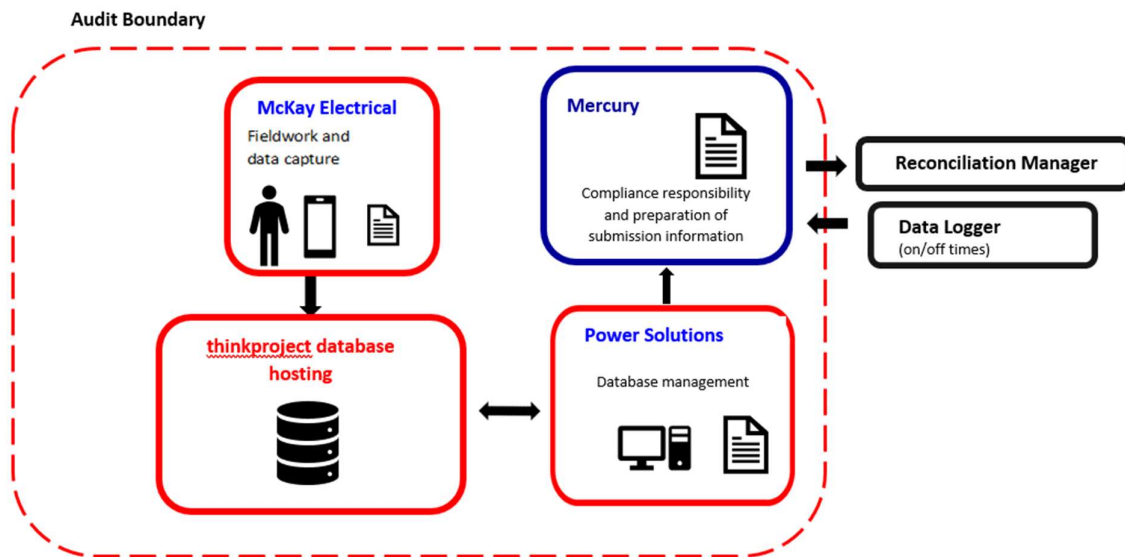 Audit Boundary
McKay Electrical
Fieldwork and
data capture
Mercury
Compliance responsibility
and preparation of
submission information
Reconciliation Manager
Data Logger
(on/off times)
thinkproject database
hosting
Power Solutions
Database management